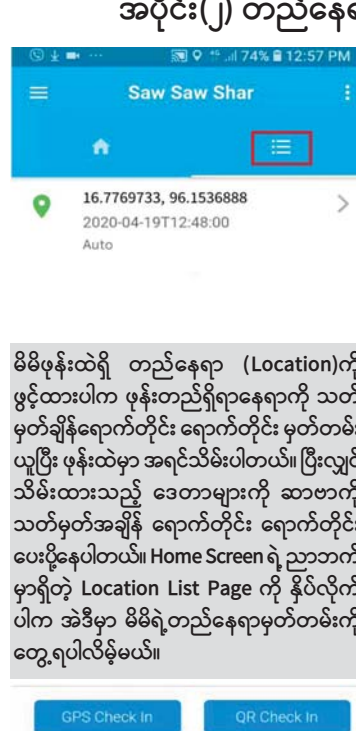 အပိုင်း(၂) တည်နေရာ
74% 12:57 PM
Saw Saw Shar
16.7769733, 96.1536888
2020-04-19T12:48:00
Auto
မိမိဖုန်းထဲရှိ တည်နေရာ (Location)ကို
ဖွင့်ထားပါက ဖုန်းတည်ရှိရာနေရာကို သတ်
မှတ်ချိန်ရောက်တိုင်း ရောက်တိုင်း မှတ်တမ်း
ယူပြီး ဖုန်းထဲမှာ အရင်သိမ်းပါတယ်။ ပြီးလျှင်
သိမ်းထားသည့် ဒေတာများကို ဆာဗာကို
သတ်မှတ်အချိန် ရောက်တိုင်း ရောက်တိုင်း
ပေးပို့နေပါတယ်။ Home Screen ရဲ့ ညာဘက်
မှာရှိတဲ့ Location List Page ကို နှိပ်လိုက်
ပါက အဲဒီမှာ မိမိရဲ့တည်နေရာမှတ်တမ်းကို
တွေ့ရပါလိမ့်မယ်။
GPS Check In QR Check In